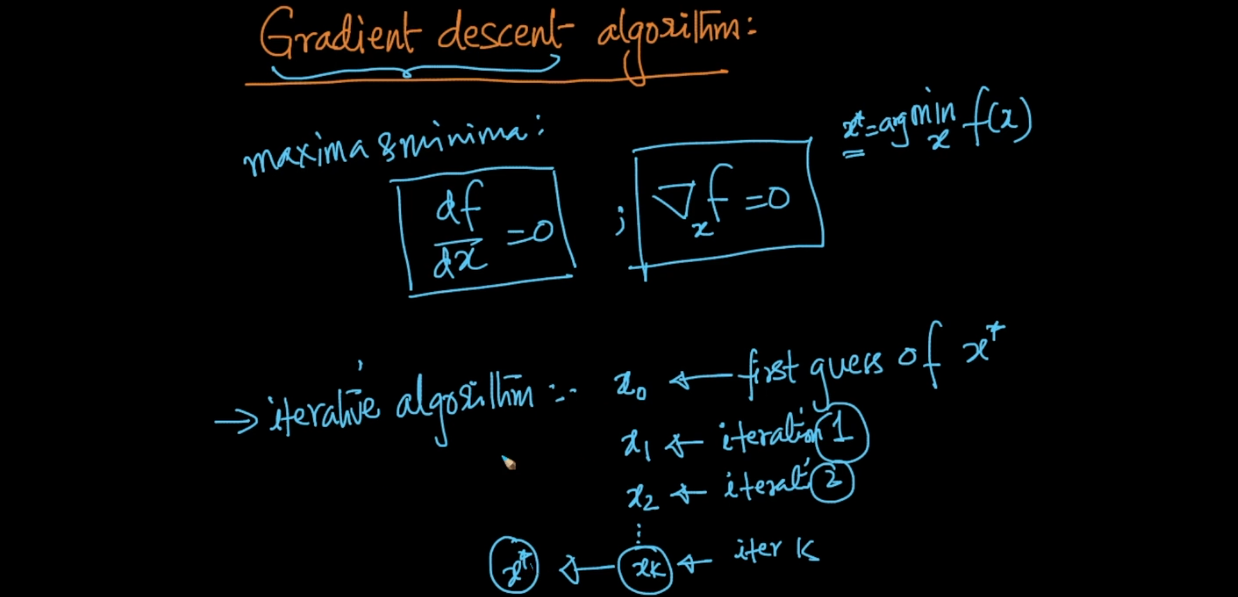 Gradient descent algorithm:
x* = argmin f(x)
x
maxima & minima:
df/dx = 0 ; ∇ₓf = 0
→ iterative algorithm :- x₀ ← first guess of x*
x₁ ← iteration 1
x₂ ← iterati 2
⋮
x* ← xₖ ← iter k